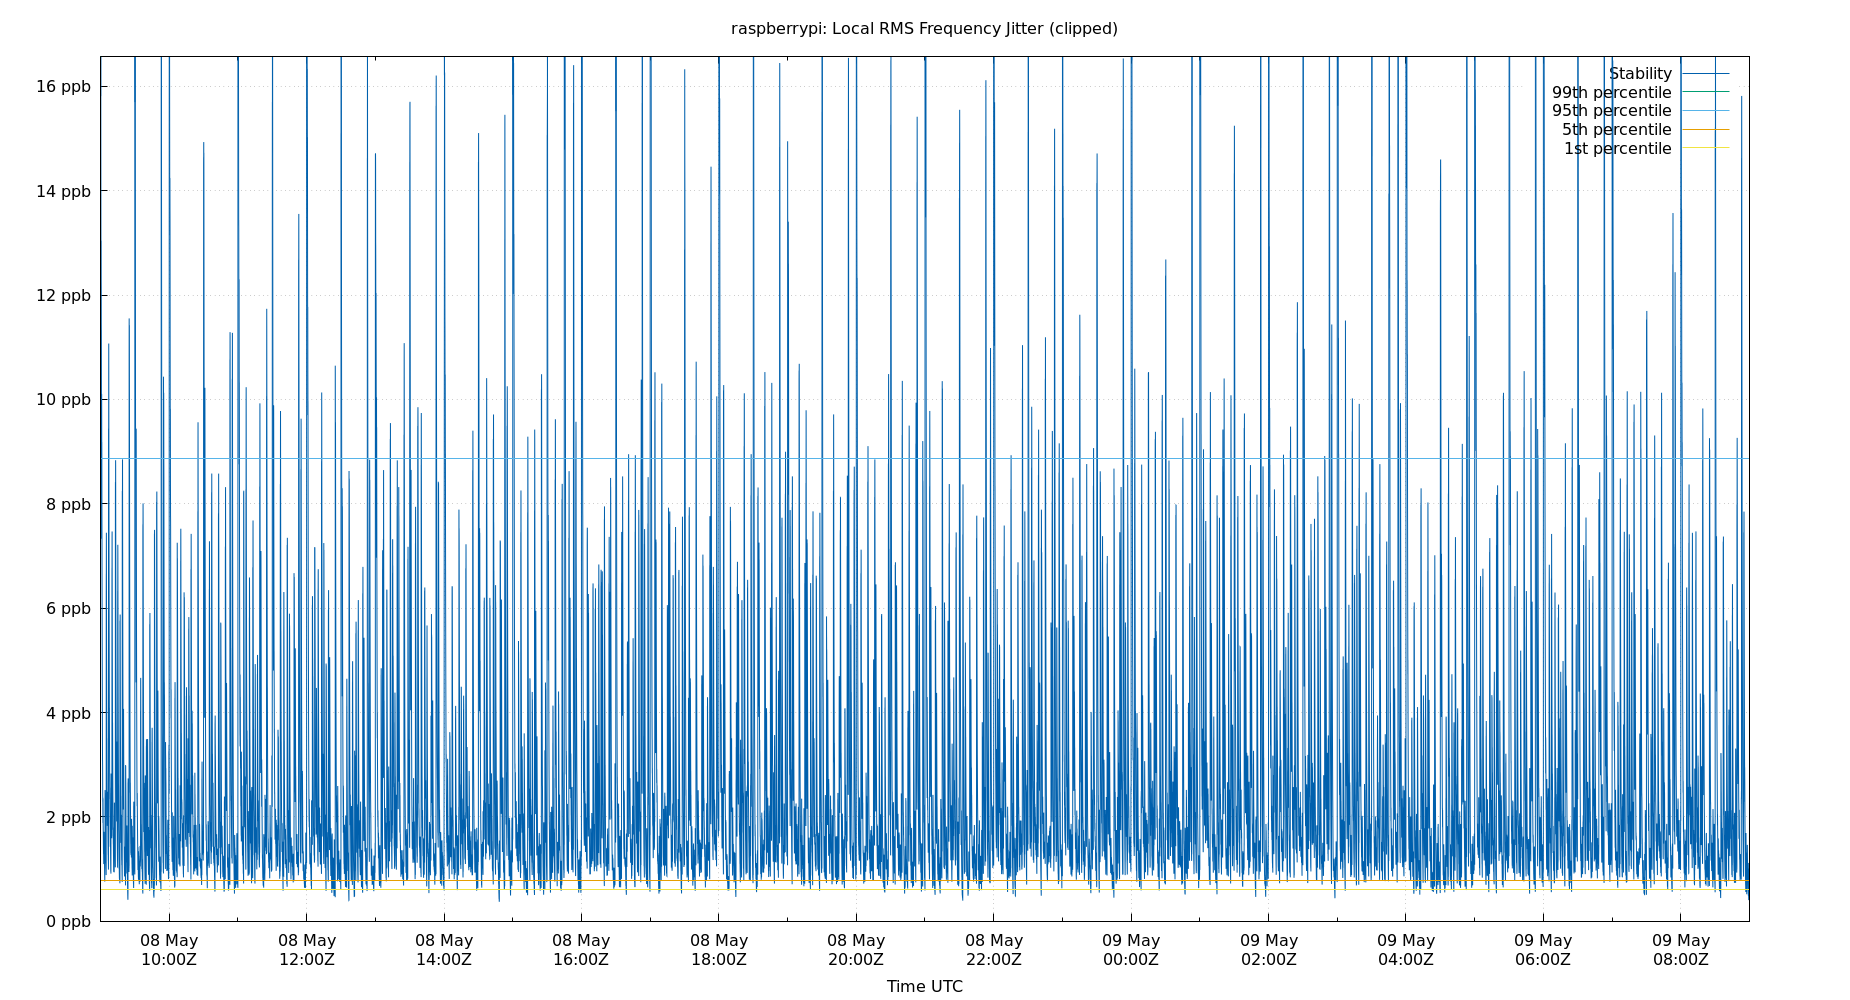 raspberrypi: Local RMS Frequency Jitter (clipped)
Stability
99th percentile
95th percentile
5th percentile
1st percentile
16 ppb
14 ppb
12 ppb
10 ppb
8 ppb
6 ppb
4 ppb
2 ppb
0 ppb
08 May 08 May 08 May 08 May 08 May 08 May 08 May 09 May 09 May 09 May 09 May 09 May
10:00Z 12:00Z 14:00Z 16:00Z 18:00Z 20:00Z 22:00Z 00:00Z 02:00Z 04:00Z 06:00Z 08:00Z
Time UTC